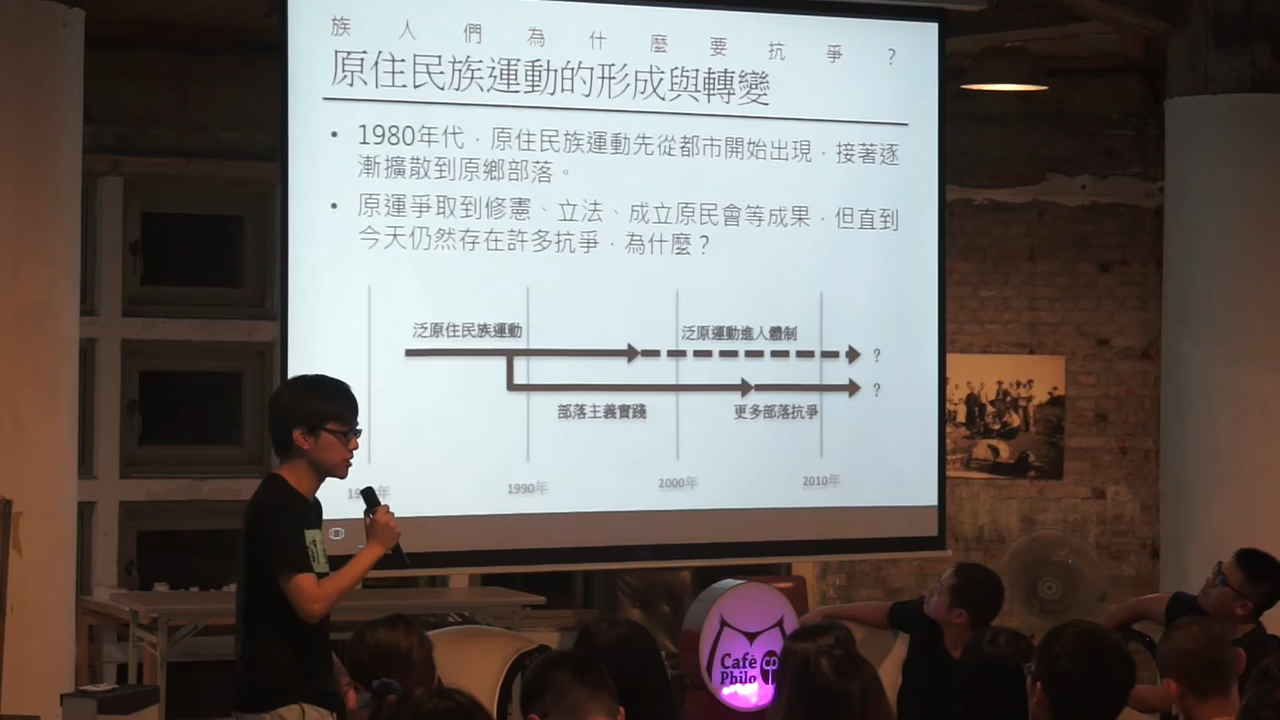 族人們為什麼要抗爭？
原住民族運動的形成與轉變
• 1980年代，原住民族運動先從都市開始出現，接著逐
漸擴散到原鄉部落。
• 原運爭取到修憲、立法、成立原民會等成果，但直到
今天仍然存在許多抗爭，為什麼？
泛原住民族運動
泛原運動進入體制
？
？
部落主義實踐
更多部落抗爭
1990年
2000年
2010年
Café
Philo